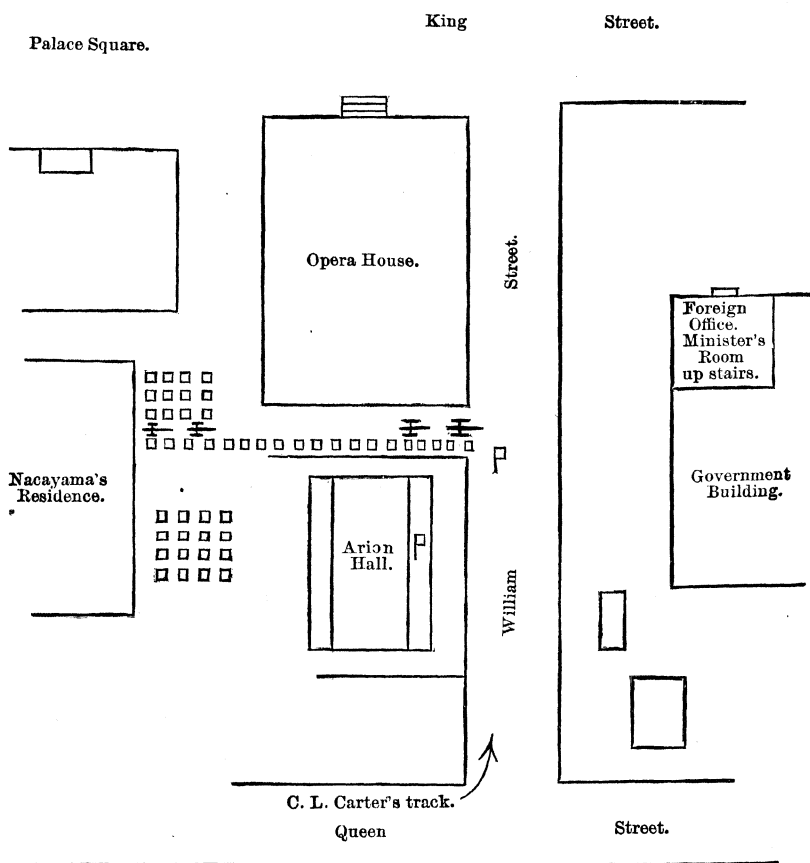 King Street.
Palace Square.
Opera House.
Street.
Foreign
Office.
Minister's
Room
up stairs.
Nacayama's
Residence.
Government
Building.
Arion
Hall.
William
C. L. Carter's track.
Queen Street.